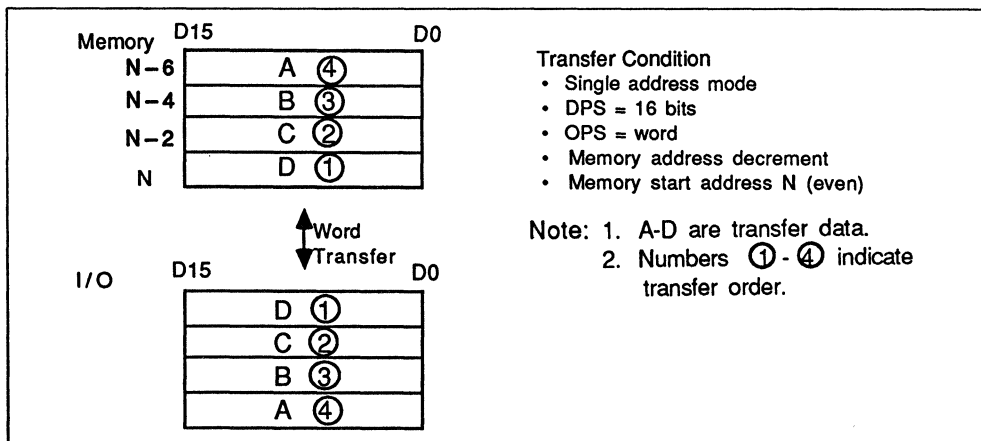 Memory D15 D0
N-6 A ④
N-4 B ③
N-2 C ②
N D ①
Word
Transfer
I/O D15 D0
D ①
C ②
B ③
A ④
Transfer Condition
• Single address mode
• DPS = 16 bits
• OPS = word
• Memory address decrement
• Memory start address N (even)
Note: 1. A-D are transfer data.
2. Numbers ① - ④ indicate
transfer order.